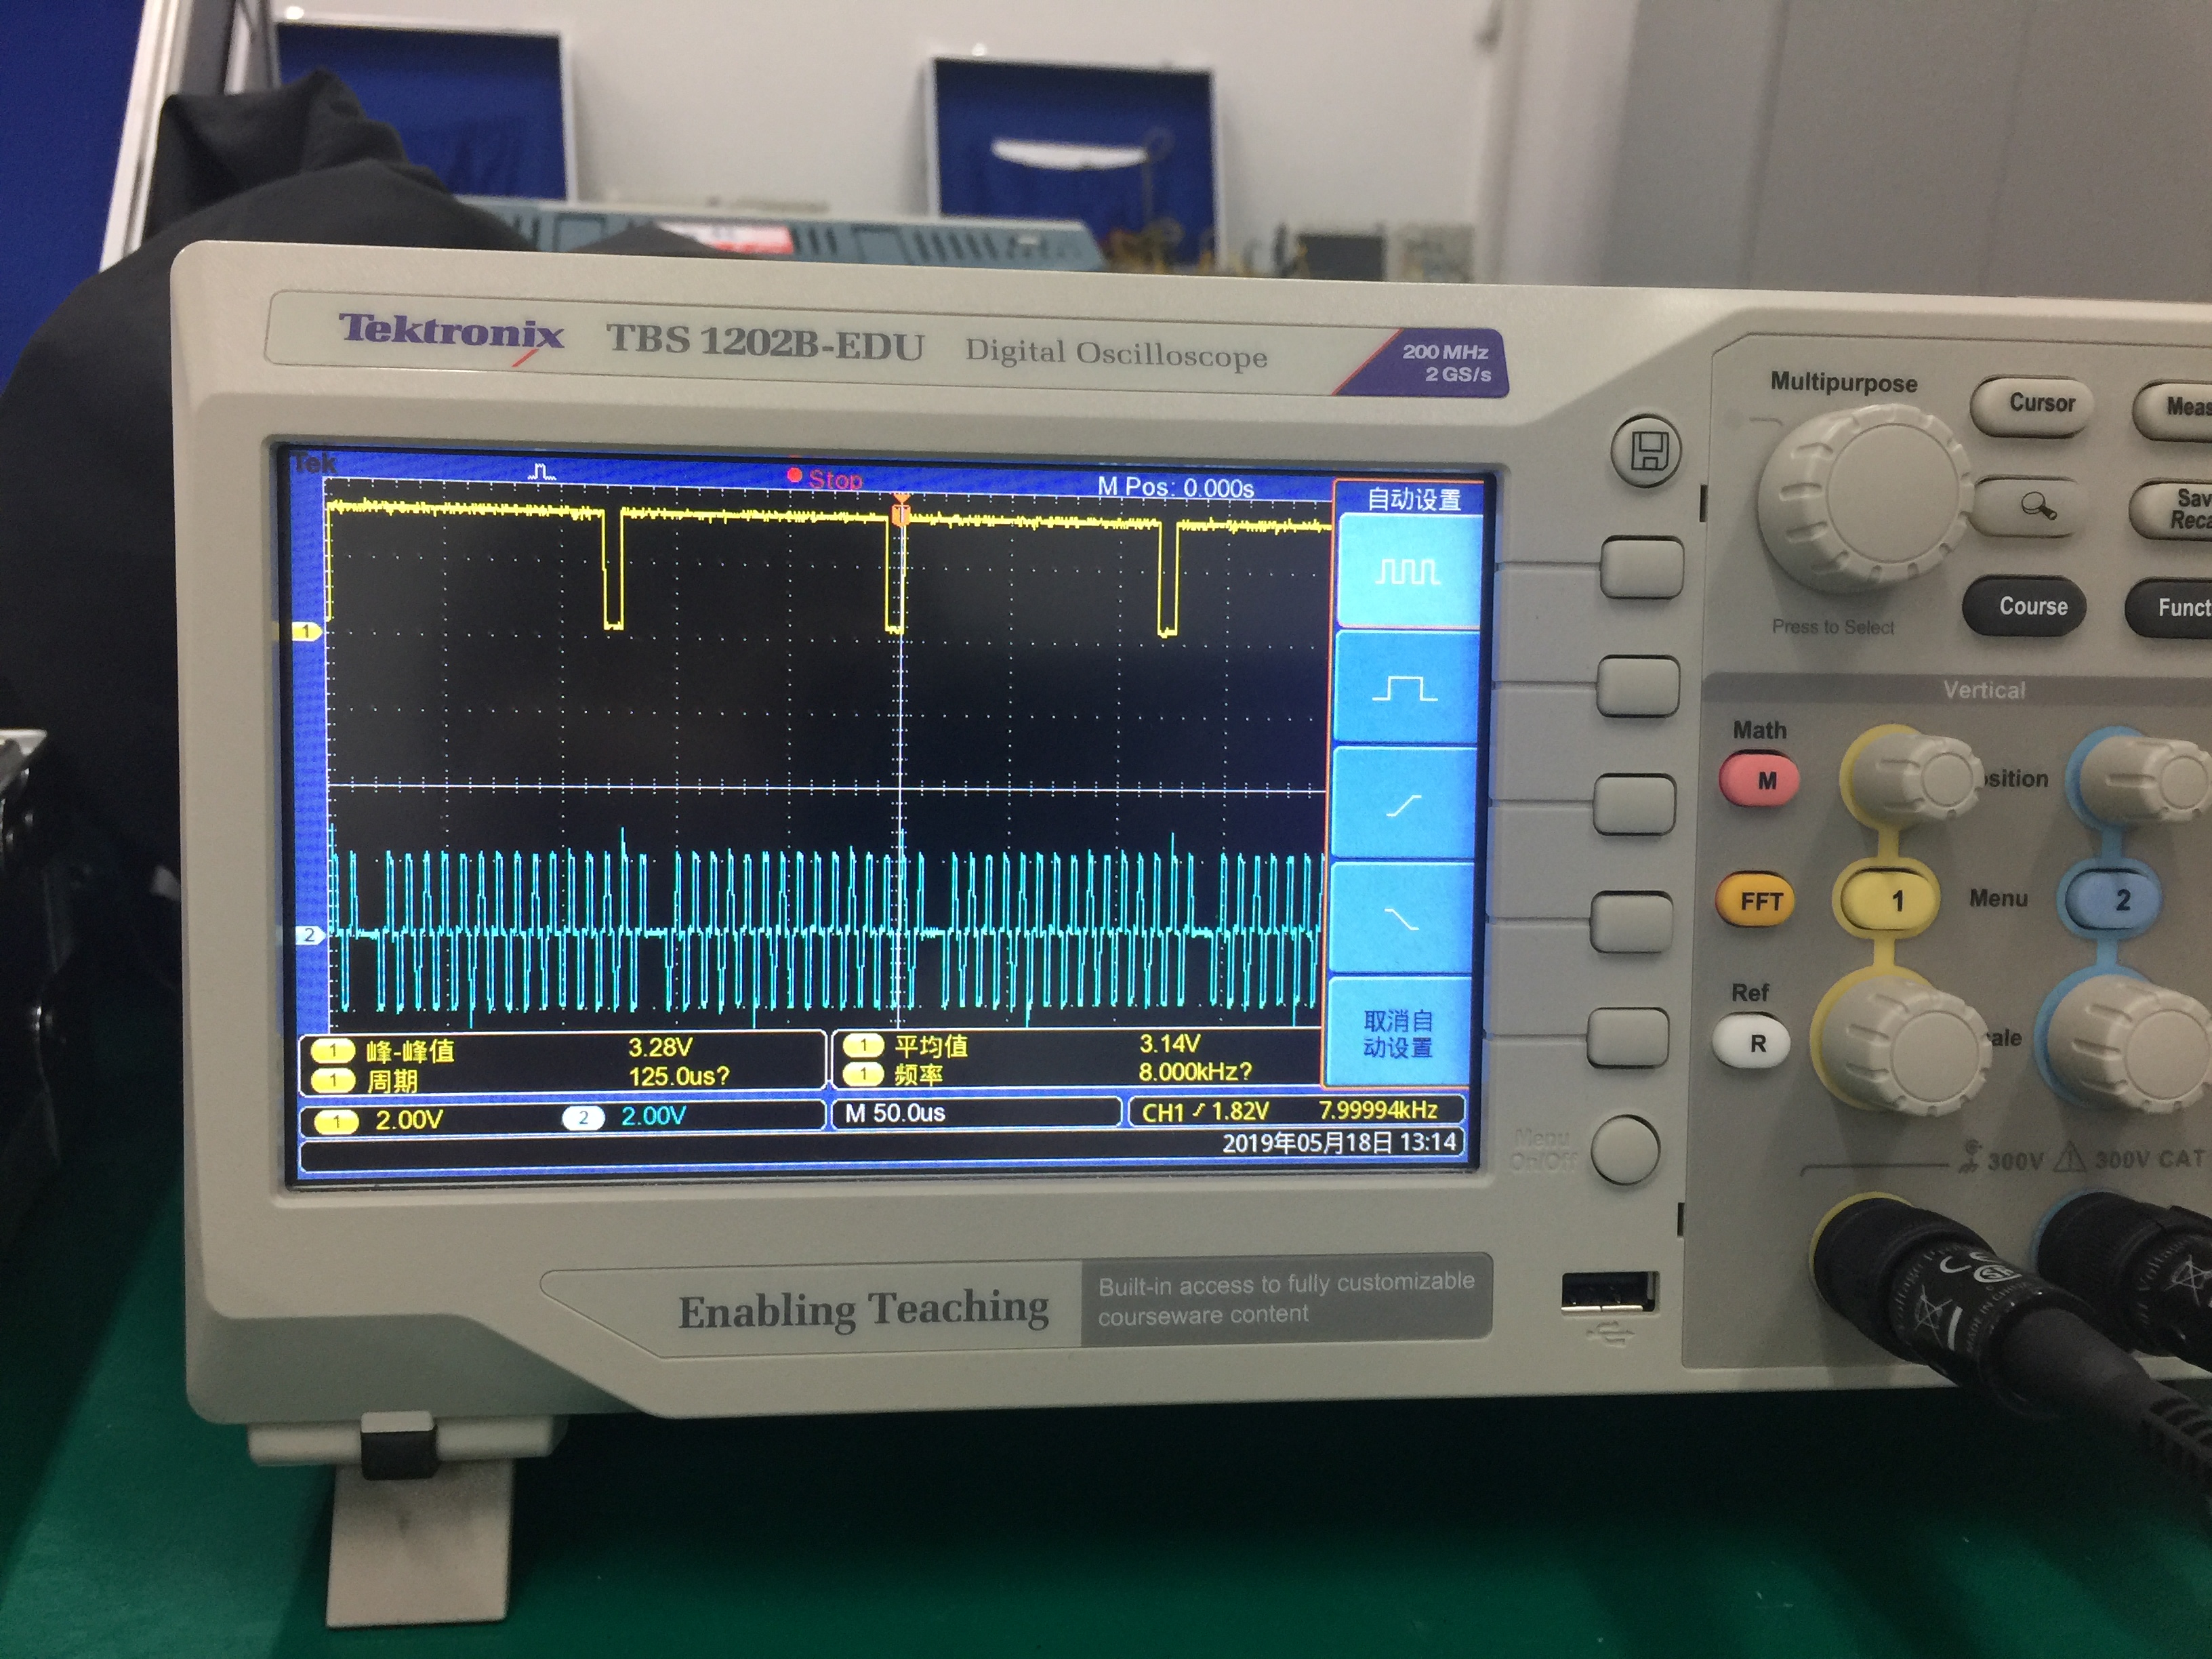 Tektronix TBS 1202B-EDU Digital Oscilloscope
200 MHz
2 GS/s
Multipurpose
Cursor
Press to Select
Course
Tek
Stop
M Pos: 0.000s
自动设置
1
2
取消自
动设置
1 峰-峰值 3.28V
1 周期 125.0us?
1 平均值 3.14V
1 频率 8.000kHz?
1 2.00V 2 2.00V
M 50.0us
CH1 1.82V 7.99994kHz
2019年05月18日 13:14
Vertical
Math
M
FFT
1
Menu
2
Ref
R
Menu
On/Off
300V 300V CAT
Enabling Teaching
Built-in access to fully customizable
courseware content